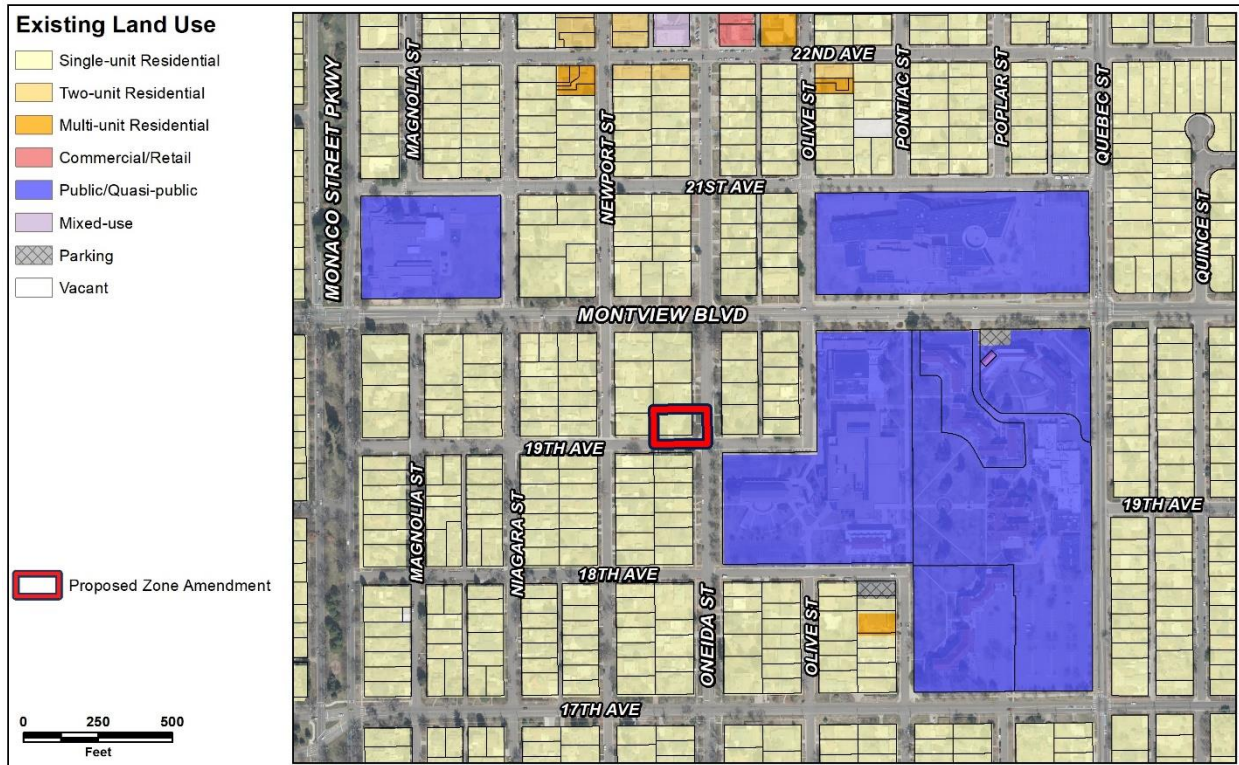 Existing Land Use
Single-unit Residential
Two-unit Residential
Multi-unit Residential
Commercial/Retail
Public/Quasi-public
Mixed-use
Parking
Vacant
Proposed Zone Amendment
0 250 500
Feet
MONACO STREET PKWY
MAGNOLIA ST
NEWPORT ST
22ND AVE
OLIVE ST
PONTIAC ST
POPLAR ST
QUEBEC ST
QUINCE ST
21ST AVE
MONTVIEW BLVD
19TH AVE
19TH AVE
MAGNOLIA ST
NIAGARA ST
18TH AVE
ONEIDA ST
OLIVE ST
17TH AVE